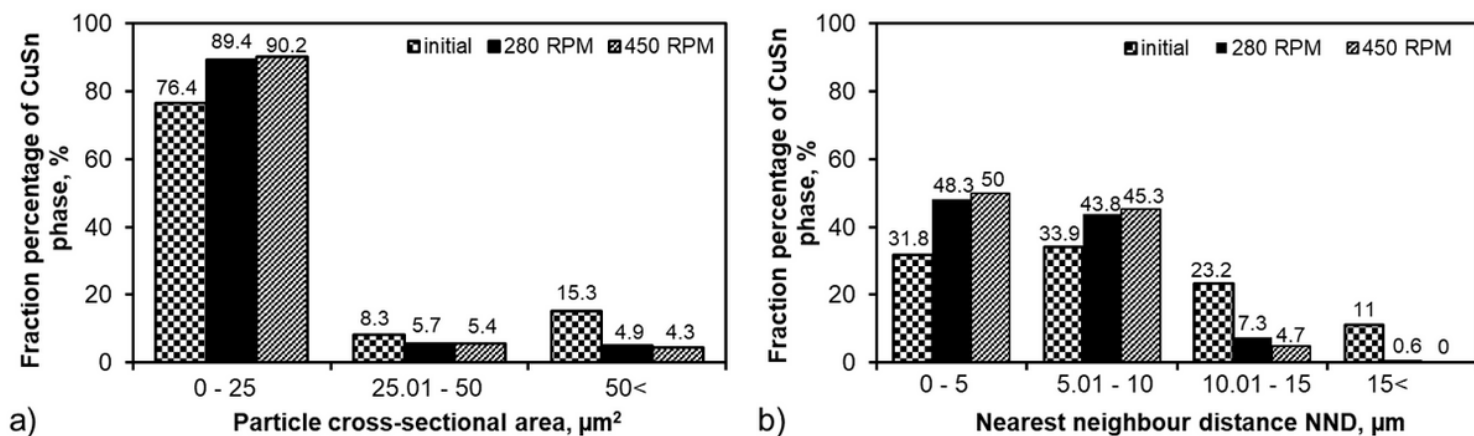 Fraction percentage of CuSn
phase, %
100
80
60
40
20
0
initial 280 RPM 450 RPM
76.4
89.4
90.2
8.3
5.7
5.4
15.3
4.9
4.3
0 - 25
25.01 - 50
50<
a) Particle cross-sectional area, µm²
Fraction percentage of CuSn
phase, %
100
80
60
40
20
0
initial 280 RPM 450 RPM
31.8
48.3
50
33.9
43.8
45.3
23.2
7.3
4.7
11
0.6
0
0 - 5
5.01 - 10
10.01 - 15
15<
b) Nearest neighbour distance NND, µm